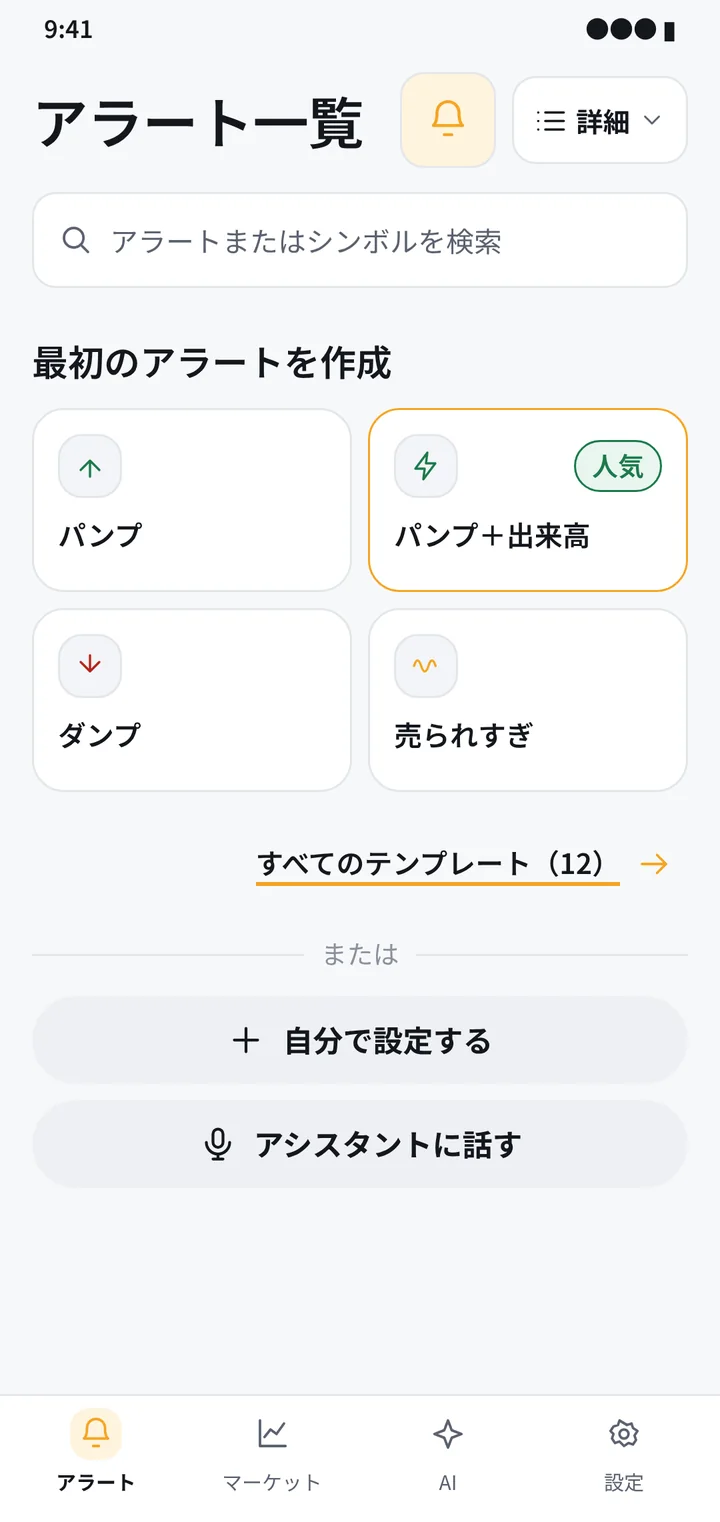 9:41
アラート一覧
詳細
アラートまたはシンボルを検索
最初のアラートを作成
パンプ
人気
パンプ＋出来高
ダンプ
売られすぎ
すべてのテンプレート（12）
または
自分で設定する
アシスタントに話す
アラート
マーケット
AI
設定